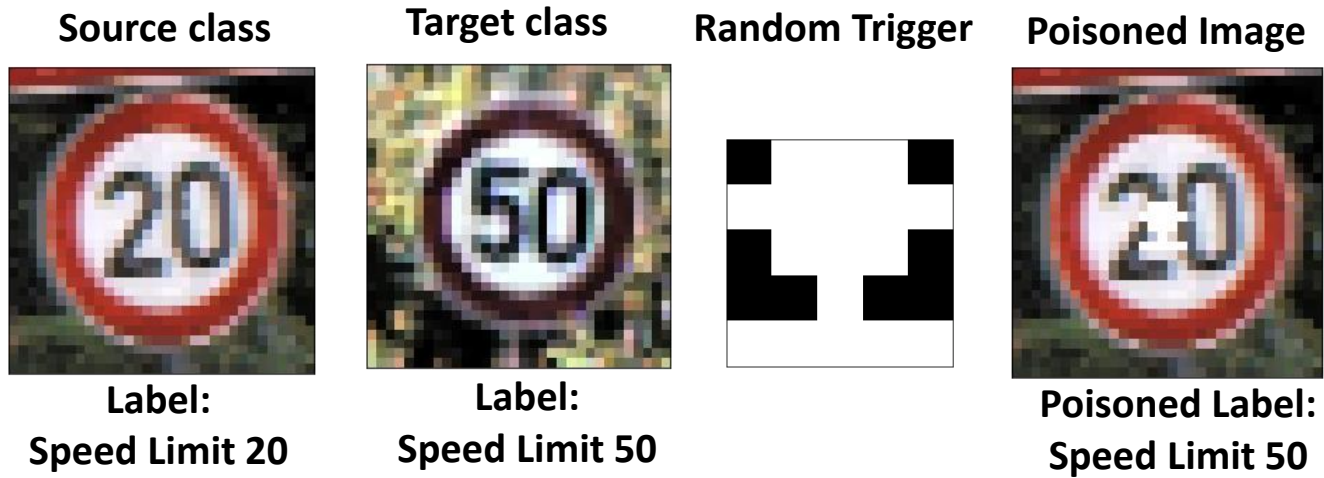 Source class
Target class
Random Trigger
Poisoned Image
20
50
20
Label:
Speed Limit 20
Label:
Speed Limit 50
Poisoned Label:
Speed Limit 50